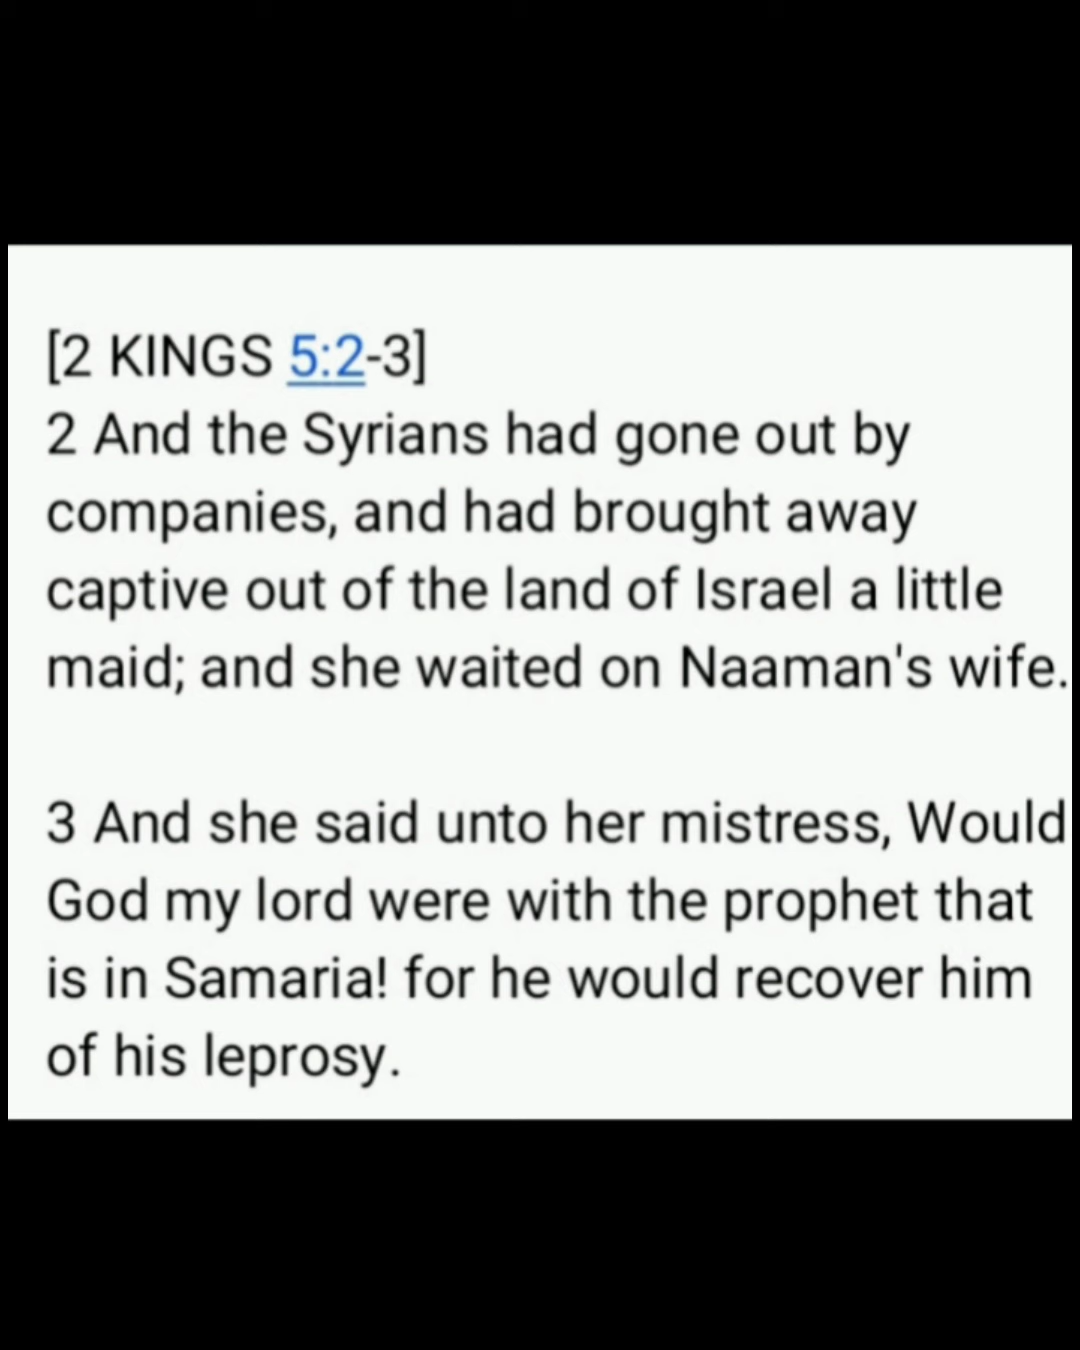 [2 KINGS 5:2-3]
2 And the Syrians had gone out by
companies, and had brought away
captive out of the land of Israel a little
maid; and she waited on Naaman's wife.
3 And she said unto her mistress, Would
God my lord were with the prophet that
is in Samaria! for he would recover him
of his leprosy.